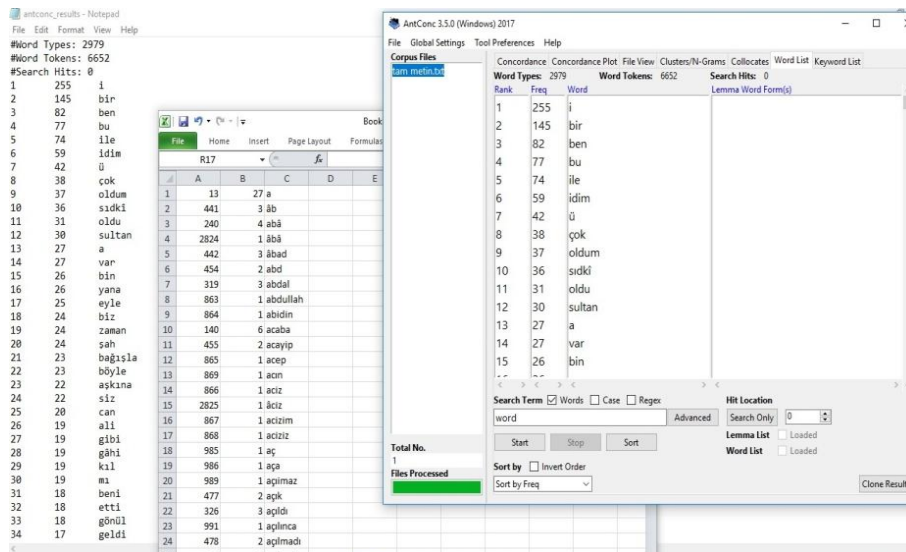 antconc_results - Notepad
File Edit Format View Help
#Word Types: 2979
#Word Tokens: 6652
#Search Hits: 0
1 255 i
2 145 bir
3 82 ben
4 77 bu
5 74 ile
6 59 idim
7 42 ü
8 38 çok
9 37 oldum
10 36 sıdkî
11 31 oldu
12 30 sultan
13 27 a
14 27 var
15 26 bin
16 26 yana
17 25 eyle
18 24 biz
19 24 zaman
20 24 şah
21 23 bağışla
22 23 böyle
23 22 aşkına
24 22 siz
25 20 can
26 19 ali
27 19 gibi
28 19 gâhi
29 19 kıl
30 19 mı
31 18 beni
32 18 etti
33 18 gönül
34 17 geldi
Book
File Home Insert Page Layout Formulas
R17 fx
A B C D E
1 13 27 a
2 441 3 âb
3 240 4 abâ
4 2824 1 âbâ
5 442 3 âbad
6 454 2 abd
7 319 3 abdal
8 863 1 abdullah
9 864 1 abidin
10 140 6 acaba
11 455 2 acayip
12 865 1 acep
13 869 1 acın
14 866 1 aciz
15 2825 1 âciz
16 867 1 acizim
17 868 1 aciziz
18 985 1 aç
19 986 1 aça
20 989 1 açıimaz
21 477 2 açık
22 326 3 açıldı
23 991 1 açılınca
24 478 2 açılmadı
AntConc 3.5.0 (Windows) 2017
File Global Settings Tool Preferences Help
Corpus Files
tam metin.txt
Concordance Concordance Plot File View Clusters/N-Grams Collocates Word List Keyword List
Word Types: 2979 Word Tokens: 6652 Search Hits: 0
Rank Freq Word Lemma Word Form(s)
1 255 i
2 145 bir
3 82 ben
4 77 bu
5 74 ile
6 59 idim
7 42 ü
8 38 çok
9 37 oldum
10 36 sıdkî
11 31 oldu
12 30 sultan
13 27 a
14 27 var
15 26 bin
Search Term Words Case Regex Hit Location
word Advanced Search Only 0
Start Stop Sort Lemma List Loaded
Word List Loaded
Total No.
1
Files Processed
Sort by Invert Order
Sort by Freq Clone Result